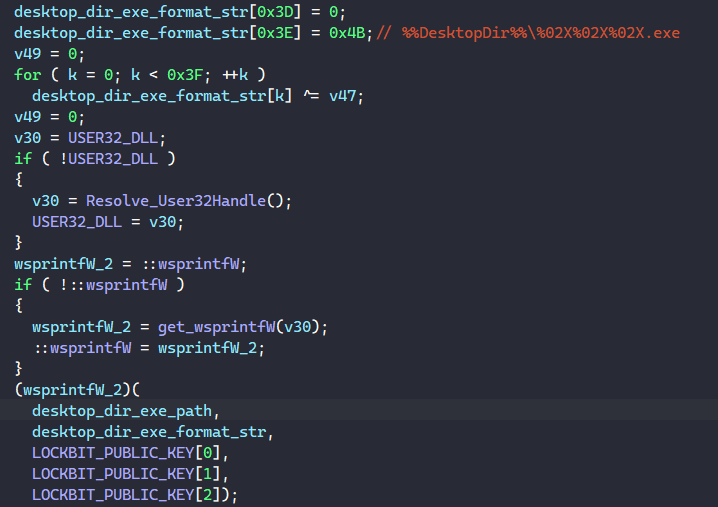 desktop_dir_exe_format_str[0x3D] = 0;
desktop_dir_exe_format_str[0x3E] = 0x4B; // %%DesktopDir%%\%02X%02X%02X.exe
v49 = 0;
for ( k = 0; k < 0x3F; ++k )
desktop_dir_exe_format_str[k] ^= v47;
v49 = 0;
v30 = USER32_DLL;
if ( !USER32_DLL )
{
v30 = Resolve_User32Handle();
USER32_DLL = v30;
}
wsprintfW_2 = ::wsprintfW;
if ( !::wsprintfW )
{
wsprintfW_2 = get_wsprintfW(v30);
::wsprintfW = wsprintfW_2;
}
(wsprintfW_2)(
desktop_dir_exe_path,
desktop_dir_exe_format_str,
LOCKBIT_PUBLIC_KEY[0],
LOCKBIT_PUBLIC_KEY[1],
LOCKBIT_PUBLIC_KEY[2]);